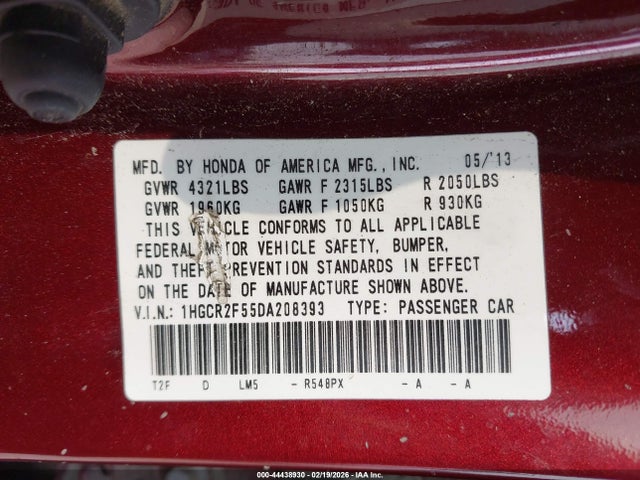 MFD. BY HONDA OF AMERICA MFG., INC. 05/'13
GVWR 4321LBS GAWR F 2315LBS R 2050LBS
GVWR 1960KG GAWR F 1050KG R 930KG
THIS VEHICLE CONFORMS TO ALL APPLICABLE
FEDERAL MOTOR VEHICLE SAFETY, BUMPER,
AND THEFT PREVENTION STANDARDS IN EFFECT
ON THE DATE OF MANUFACTURE SHOWN ABOVE.
V.I.N.: 1HGCR2F55DA208393 TYPE: PASSENGER CAR
T2F D LM5 - R548PX - A - A
000-44438930 - 02/19/2026 - IAA Inc.